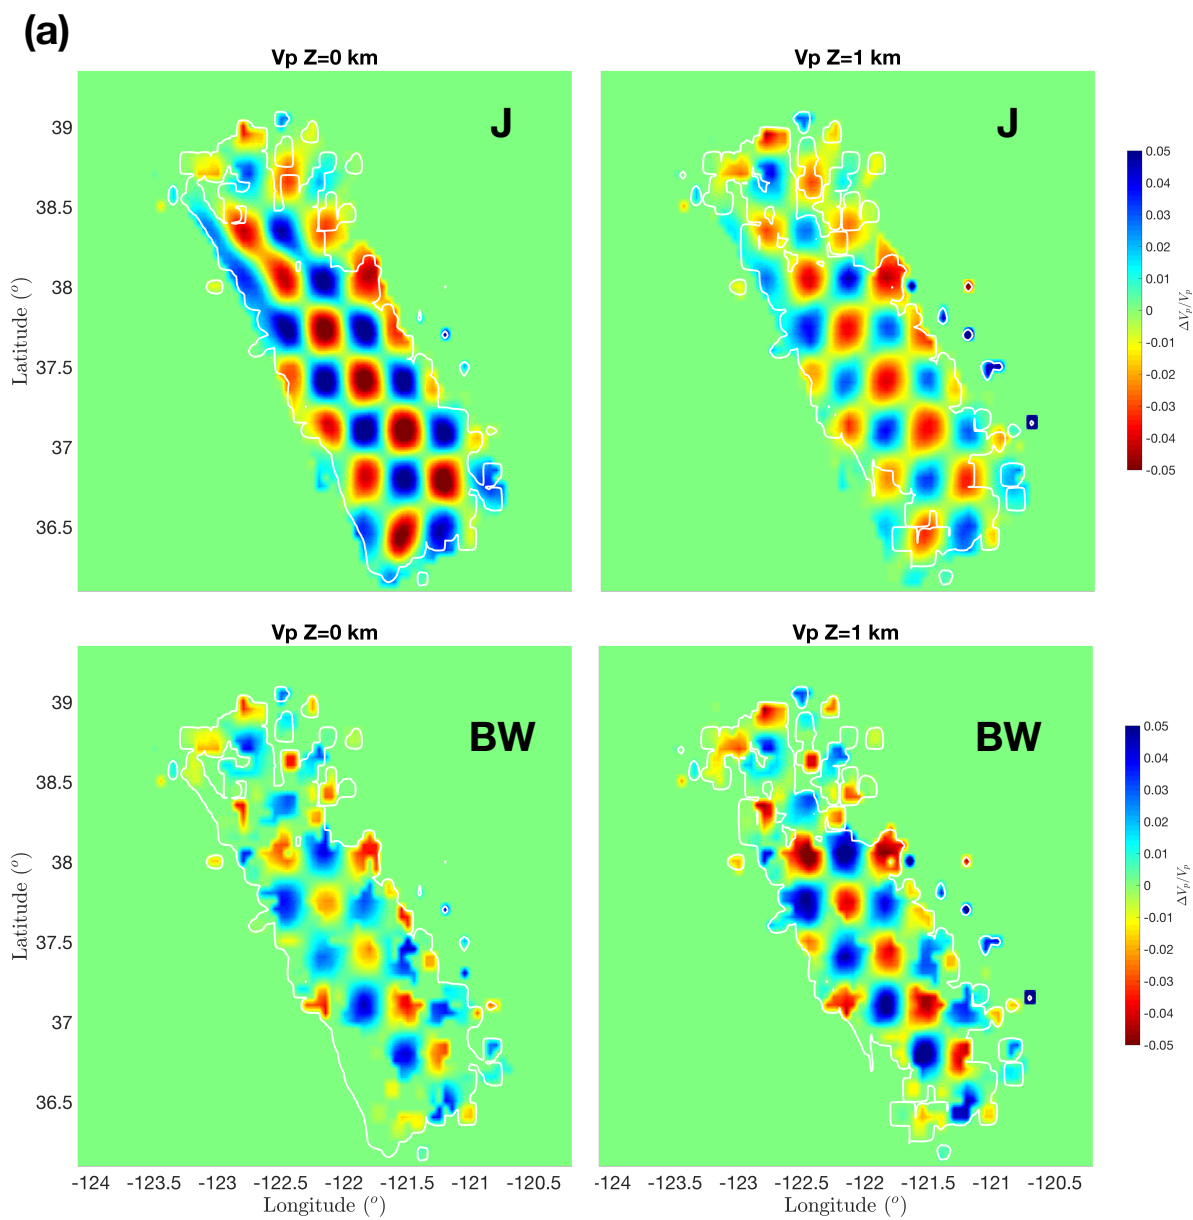 (a)
Vp Z=0 km
Vp Z=1 km
J
J
39
38.5
38
37.5
37
36.5
Latitude (o)
0.05
0.04
0.03
0.02
0.01
0
-0.01
-0.02
-0.03
-0.04
-0.05
ΔVp/Vp
Vp Z=0 km
Vp Z=1 km
BW
BW
39
38.5
38
37.5
37
36.5
Latitude (o)
0.05
0.04
0.03
0.02
0.01
0
-0.01
-0.02
-0.03
-0.04
-0.05
ΔVp/Vp
-124 -123.5 -123 -122.5 -122 -121.5 -121 -120.5
-124 -123.5 -123 -122.5 -122 -121.5 -121 -120.5
Longitude (o)
Longitude (o)